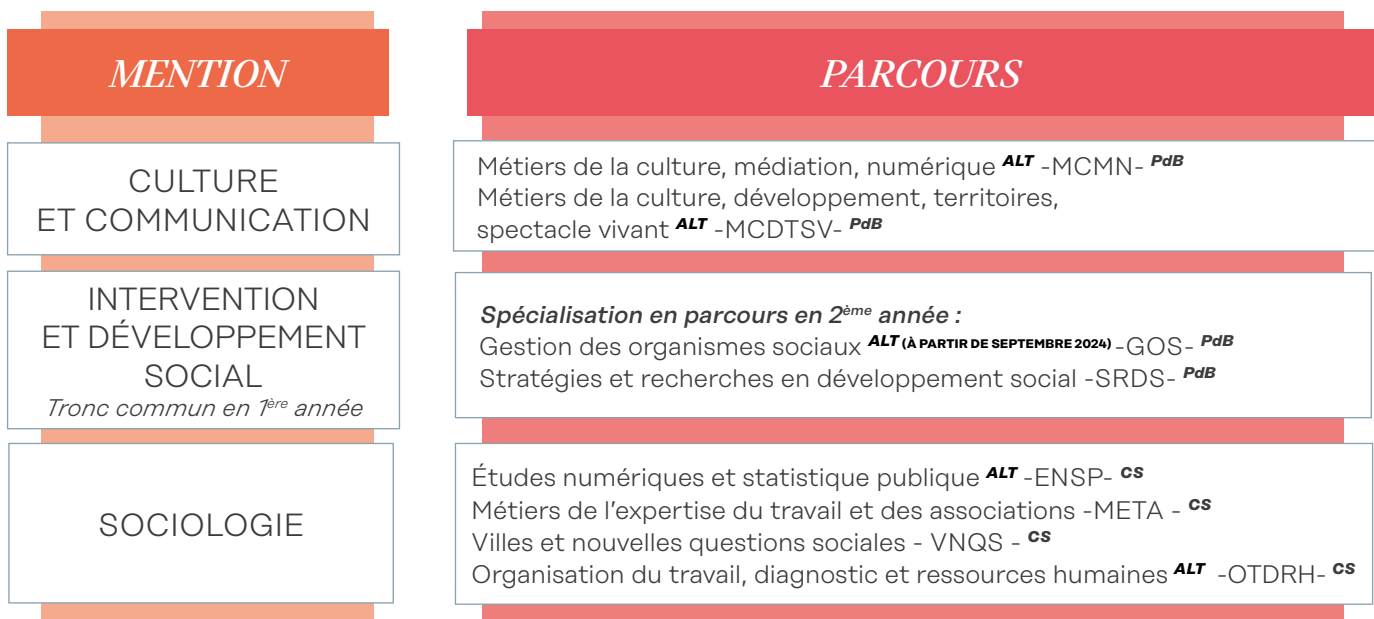 MENTION
PARCOURS
CULTURE
ET COMMUNICATION
Métiers de la culture, médiation, numérique ALT -MCMN- PdB
Métiers de la culture, développement, territoires,
spectacle vivant ALT -MCDTSV- PdB
INTERVENTION
ET DÉVELOPPEMENT
SOCIAL
Tronc commun en 1ère année
Spécialisation en parcours en 2ème année :
Gestion des organismes sociaux ALT (À PARTIR DE SEPTEMBRE 2024) -GOS- PdB
Stratégies et recherches en développement social -SRDS- PdB
SOCIOLOGIE
Études numériques et statistique publique ALT -ENSP- CS
Métiers de l'expertise du travail et des associations -META - CS
Villes et nouvelles questions sociales - VNQS - CS
Organisation du travail, diagnostic et ressources humaines ALT -OTDRH- CS